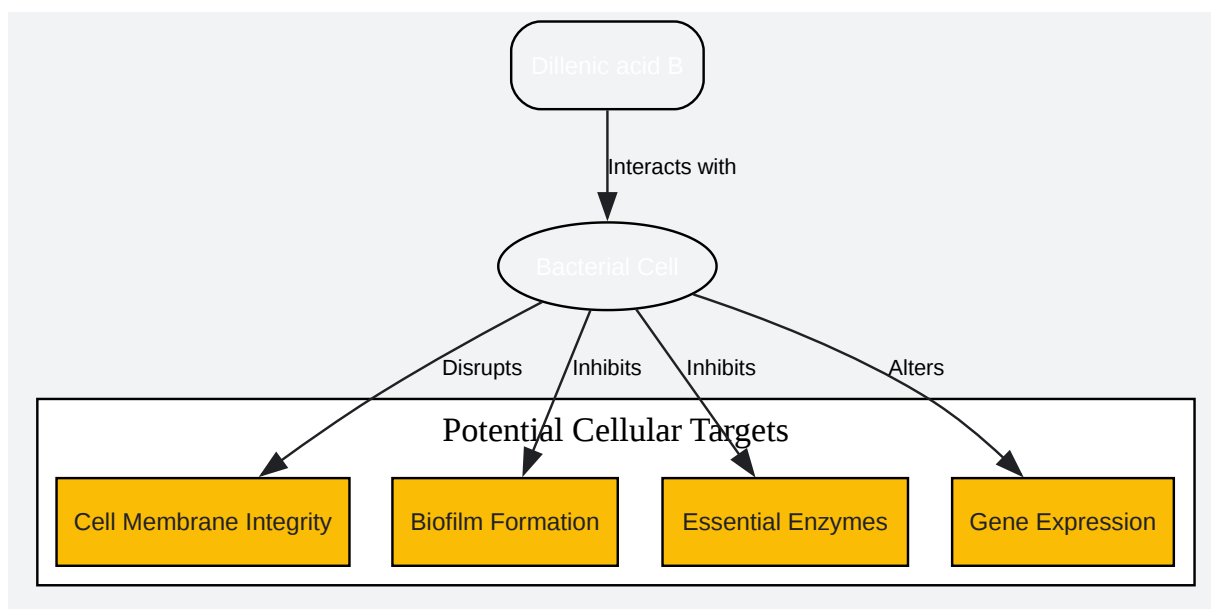 Dillenic acid B
Interacts with
Bacterial Cell
Disrupts
Inhibits
Inhibits
Alters
Potential Cellular Targets
Cell Membrane Integrity
Biofilm Formation
Essential Enzymes
Gene Expression